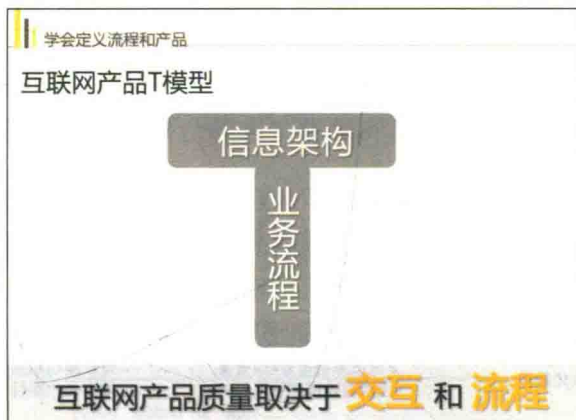 学会定义流程和产品
互联网产品T模型
信息架构
业务流程
互联网产品质量取决于 交互 和 流程